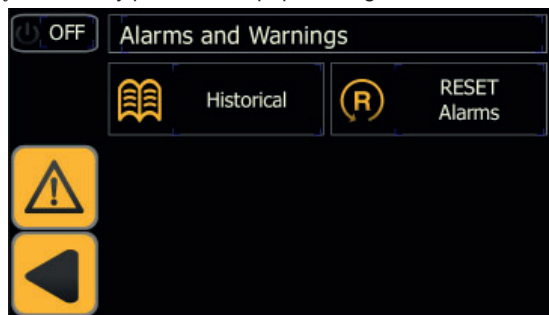 OFF
Alarms and Warnings
Historical
R
RESET
Alarms